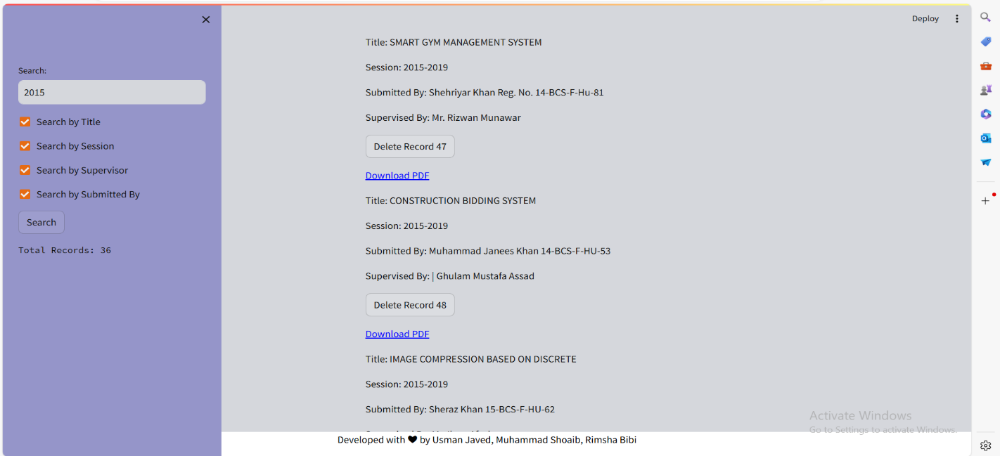 Search:
2015
Search by Title
Search by Session
Search by Supervisor
Search by Submitted By
Search
Total Records: 36
Deploy
Title: SMART GYM MANAGEMENT SYSTEM
Session: 2015-2019
Submitted By: Shehriyar Khan Reg. No. 14-BCS-F-Hu-81
Supervised By: Mr. Rizwan Munawar
Delete Record 47
Download PDF
Title: CONSTRUCTION BIDDING SYSTEM
Session: 2015-2019
Submitted By: Muhammad Janees Khan 14-BCS-F-HU-53
Supervised By: | Ghulam Mustafa Assad
Delete Record 48
Download PDF
Title: IMAGE COMPRESSION BASED ON DISCRETE
Session: 2015-2019
Submitted By: Sheraz Khan 15-BCS-F-HU-62
Activate Windows
Go to Settings to activate Windows.
Developed with 🖤 by Usman Javed, Muhammad Shoaib, Rimsha Bibi